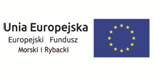 Unia Europejska
Europejski Fundusz
Morski i Rybacki